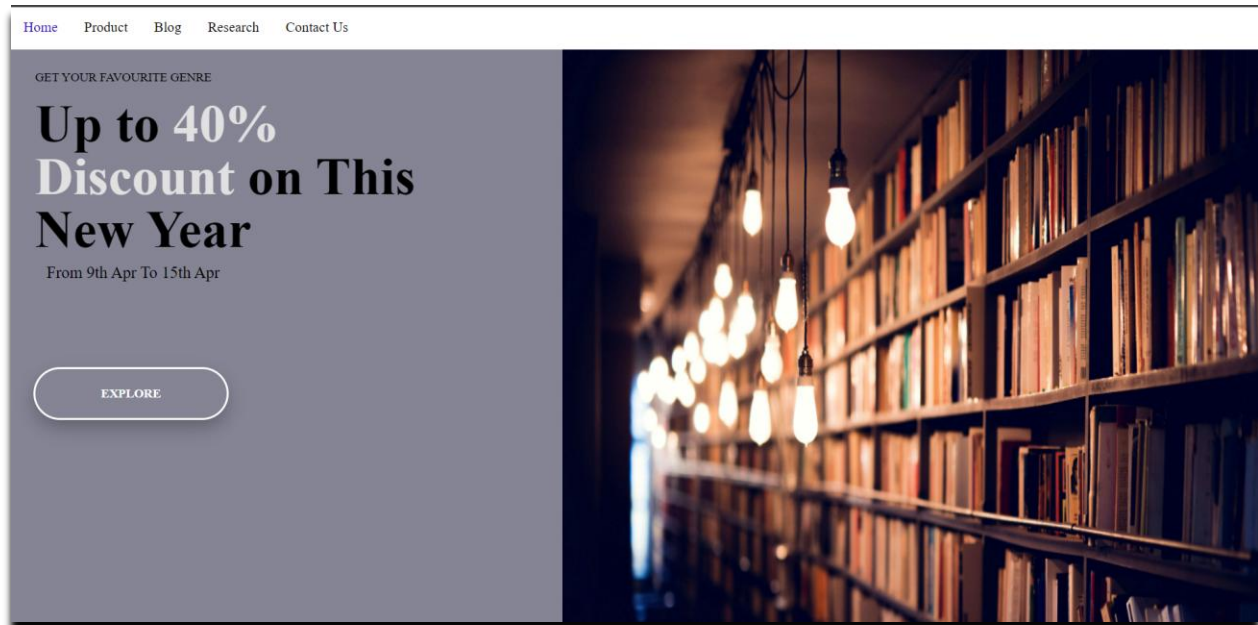 Home Product Blog Research Contact Us
GET YOUR FAVOURITE GENRE
Up to 40%
Discount on This
New Year
From 9th Apr To 15th Apr
EXPLORE